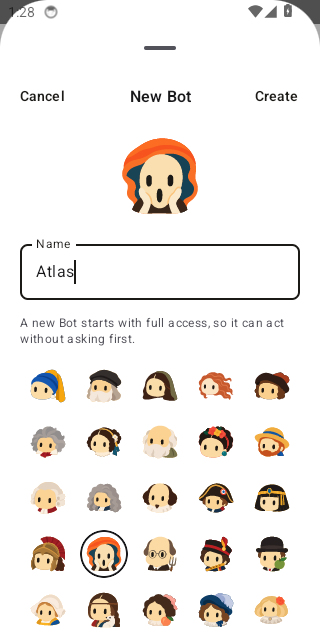 1:28
Cancel
New Bot
Create
Name
Atlas
A new Bot starts with full access, so it can act
without asking first.